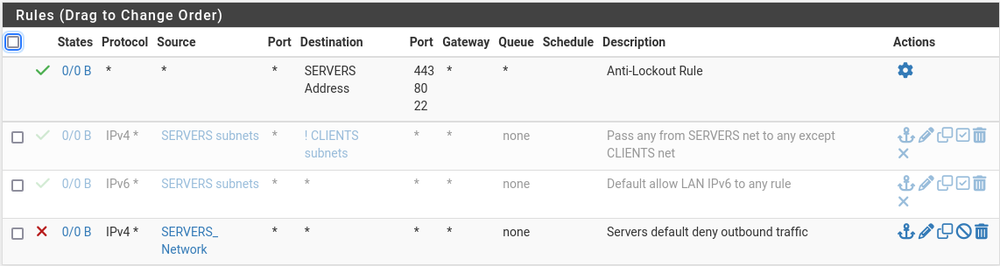 Rules (Drag to Change Order)
States Protocol Source Port Destination Port Gateway Queue Schedule Description Actions
0/0 B * * * SERVERS 443 * * Anti-Lockout Rule
Address 80
22
0/0 B IPv4 * SERVERS subnets * ! CLIENTS * * none Pass any from SERVERS net to any except
subnets CLIENTS net
0/0 B IPv6 * SERVERS subnets * * * * none Default allow LAN IPv6 to any rule
0/0 B IPv4 * SERVERS_ * * * * none Servers default deny outbound traffic
Network